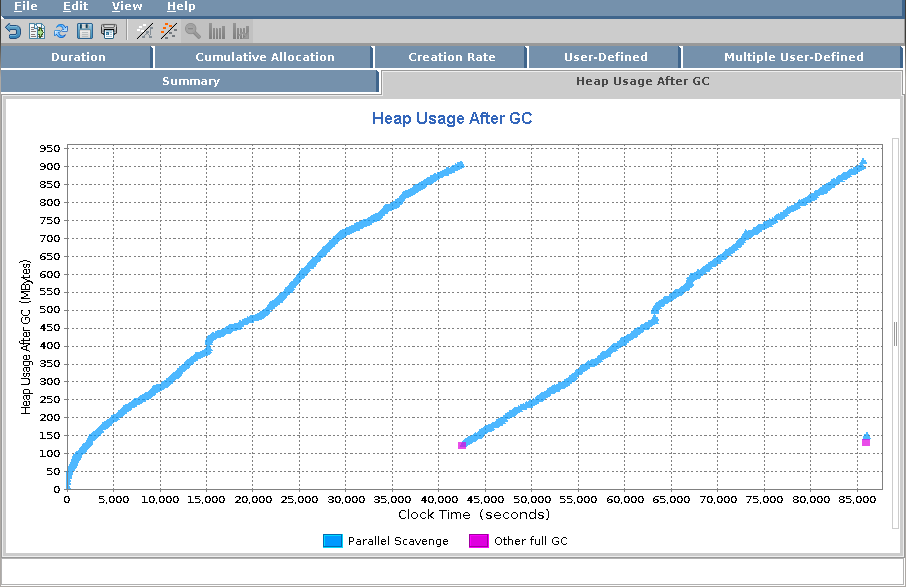 File Edit View Help
Duration Cumulative Allocation Creation Rate User-Defined Multiple User-Defined
Summary Heap Usage After GC
Heap Usage After GC
Heap Usage After GC (MBytes)
950
900
850
800
750
700
650
600
550
500
450
400
350
300
250
200
150
100
50
0
0 5,000 10,000 15,000 20,000 25,000 30,000 35,000 40,000 45,000 50,000 55,000 60,000 65,000 70,000 75,000 80,000 85,000
Clock Time (seconds)
Parallel Scavenge Other full GC